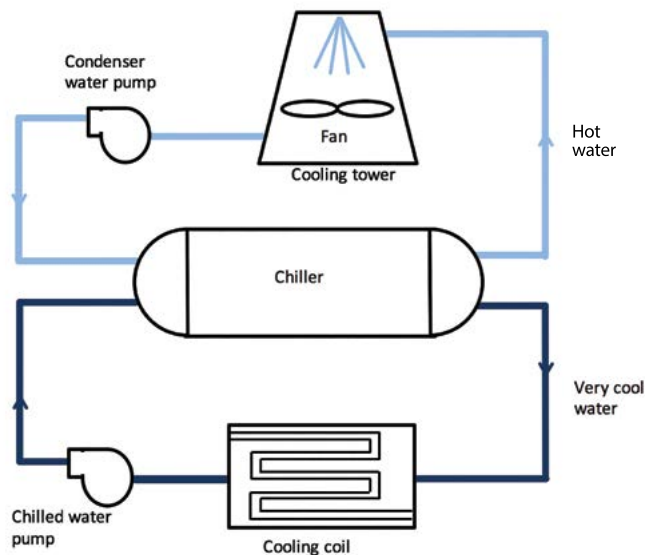 Condenser
water pump
Fan
Cooling tower
Hot
water
Chiller
Very cool
water
Chilled water
pump
Cooling coil